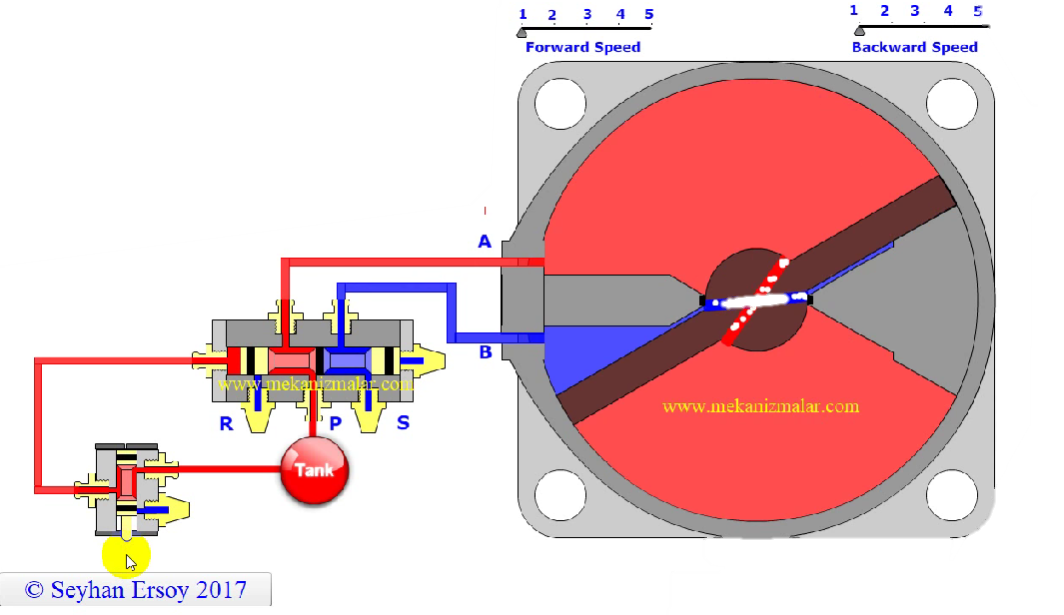 1 2 3 4 5
Forward Speed
1 2 3 4 5
Backward Speed
A
B
www.mekanizmalar.com
R P S
www.mekanizmalar.com
Tank
© Seyhan Ersoy 2017